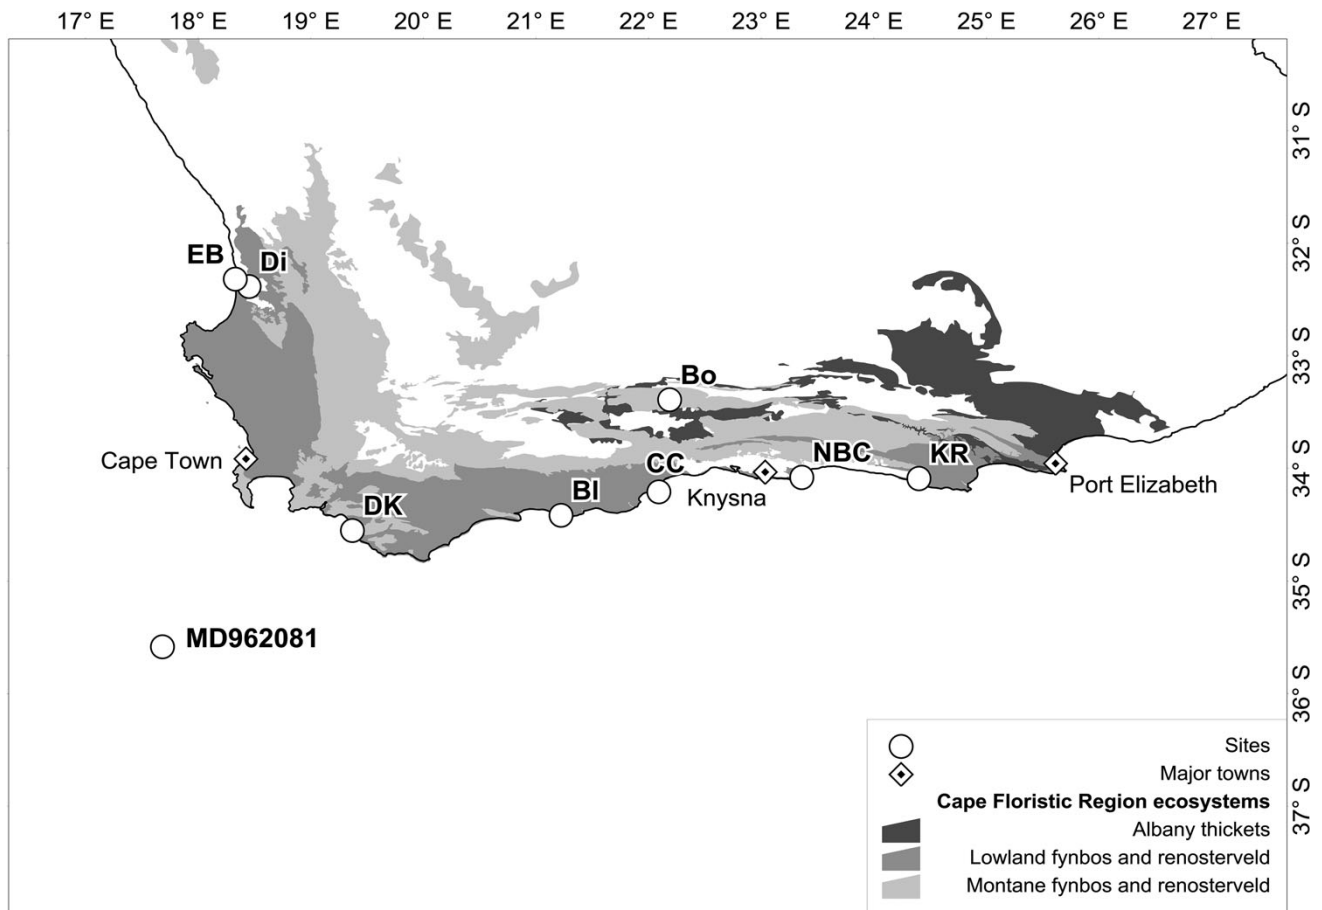 17° E 18° E 19° E 20° E 21° E 22° E 23° E 24° E 25° E 26° E 27° E
31° S
32° S
EB
Di
33° S
Bo
34° S
Cape Town
CC
NBC
KR
Knysna
Port Elizabeth
DK
Bl
35° S
MD962081
36° S
Sites
Major towns
Cape Floristic Region ecosystems
37° S
Albany thickets
Lowland fynbos and renosterveld
Montane fynbos and renosterveld